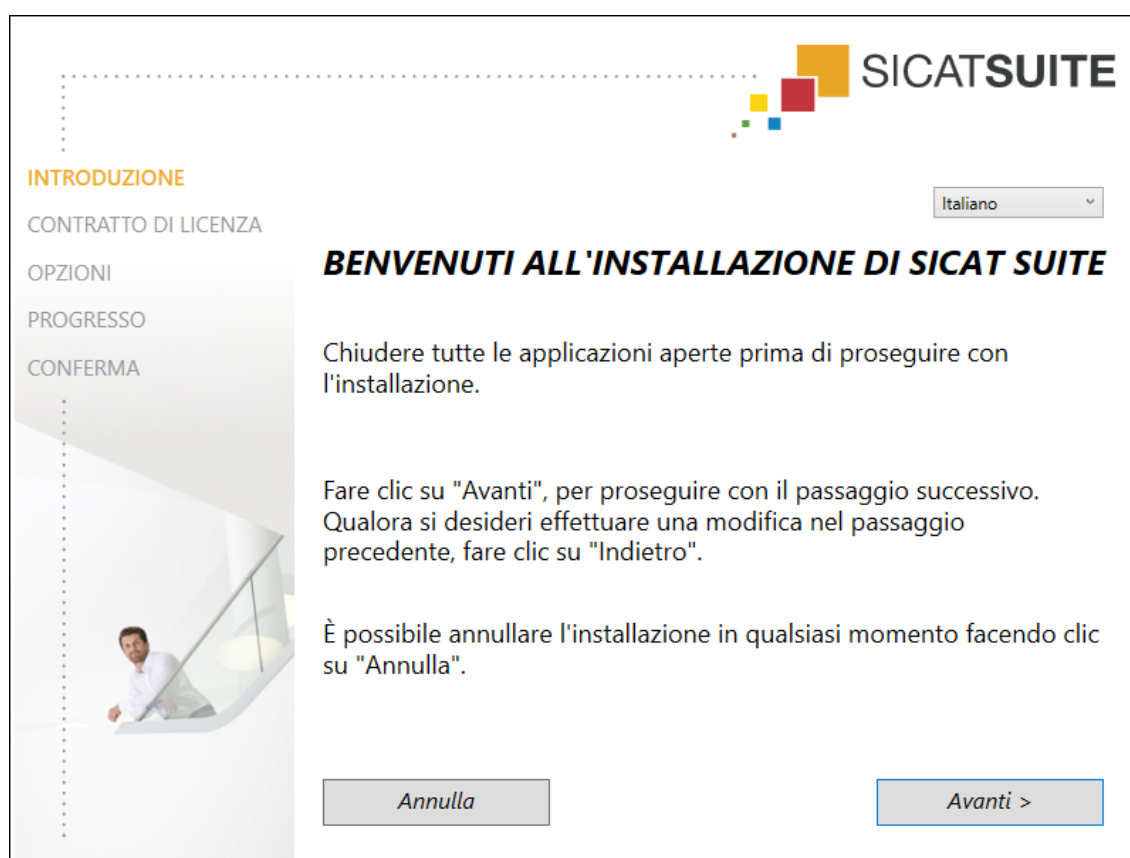 SICATSUITE
INTRODUZIONE
CONTRATTO DI LICENZA
OPZIONI
PROGRESSO
CONFERMA
Italiano
BENVENUTI ALL'INSTALLAZIONE DI SICAT SUITE
Chiudere tutte le applicazioni aperte prima di proseguire con
l'installazione.
Fare clic su "Avanti", per proseguire con il passaggio successivo.
Qualora si desideri effettuare una modifica nel passaggio
precedente, fare clic su "Indietro".
È possibile annullare l'installazione in qualsiasi momento facendo clic
su "Annulla".
Annulla
Avanti >